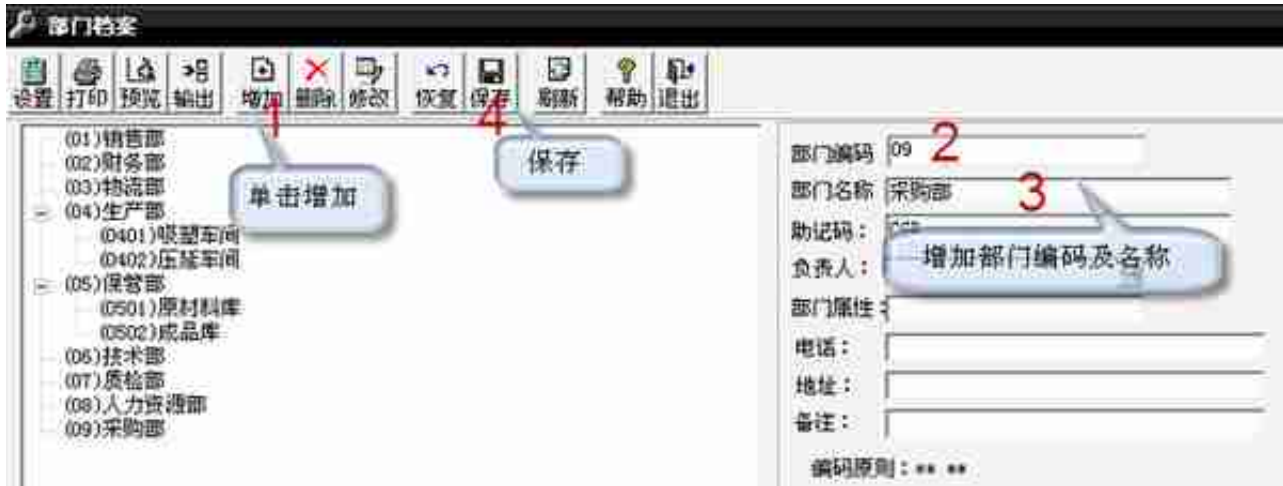 部门档案
设置 打印 预览 输出 增加 删除 修改 恢复 保存 刷新 帮助 退出
1 4
(01)销售部
(02)财务部
(03)物流部
(04)生产部
(0401)吸塑车间
(0402)压延车间
(05)保管部
(0501)原材料库
(0502)成品库
(06)技术部
(07)质检部
(08)人力资源部
(09)采购部
单击增加
保存
部门编码 09 2
部门名称 采购部 3
助记码：
负责人：
增加部门编码及名称
部门属性：
电话：
地址：
备注：
编码原则：** **